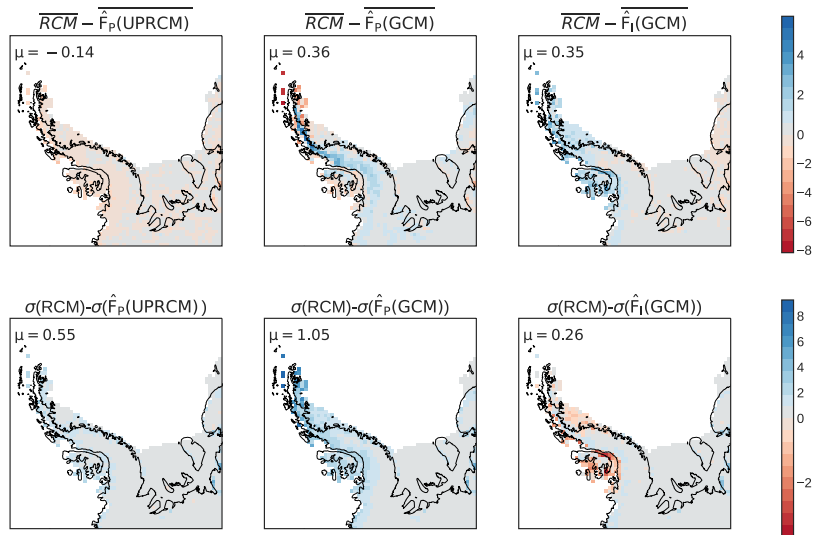 RCM − F̂ₚ(UPRCM)
RCM − F̂ₚ(GCM)
RCM − F̂ᵢ(GCM)
μ = −0.14
μ = 0.36
μ = 0.35
4
2
0
−2
−4
−6
−8
σ(RCM)-σ(F̂ₚ(UPRCM) )
σ(RCM)-σ(F̂ₚ(GCM))
σ(RCM)-σ(F̂ᵢ(GCM))
μ = 0.55
μ = 1.05
μ = 0.26
8
6
4
2
0
−2